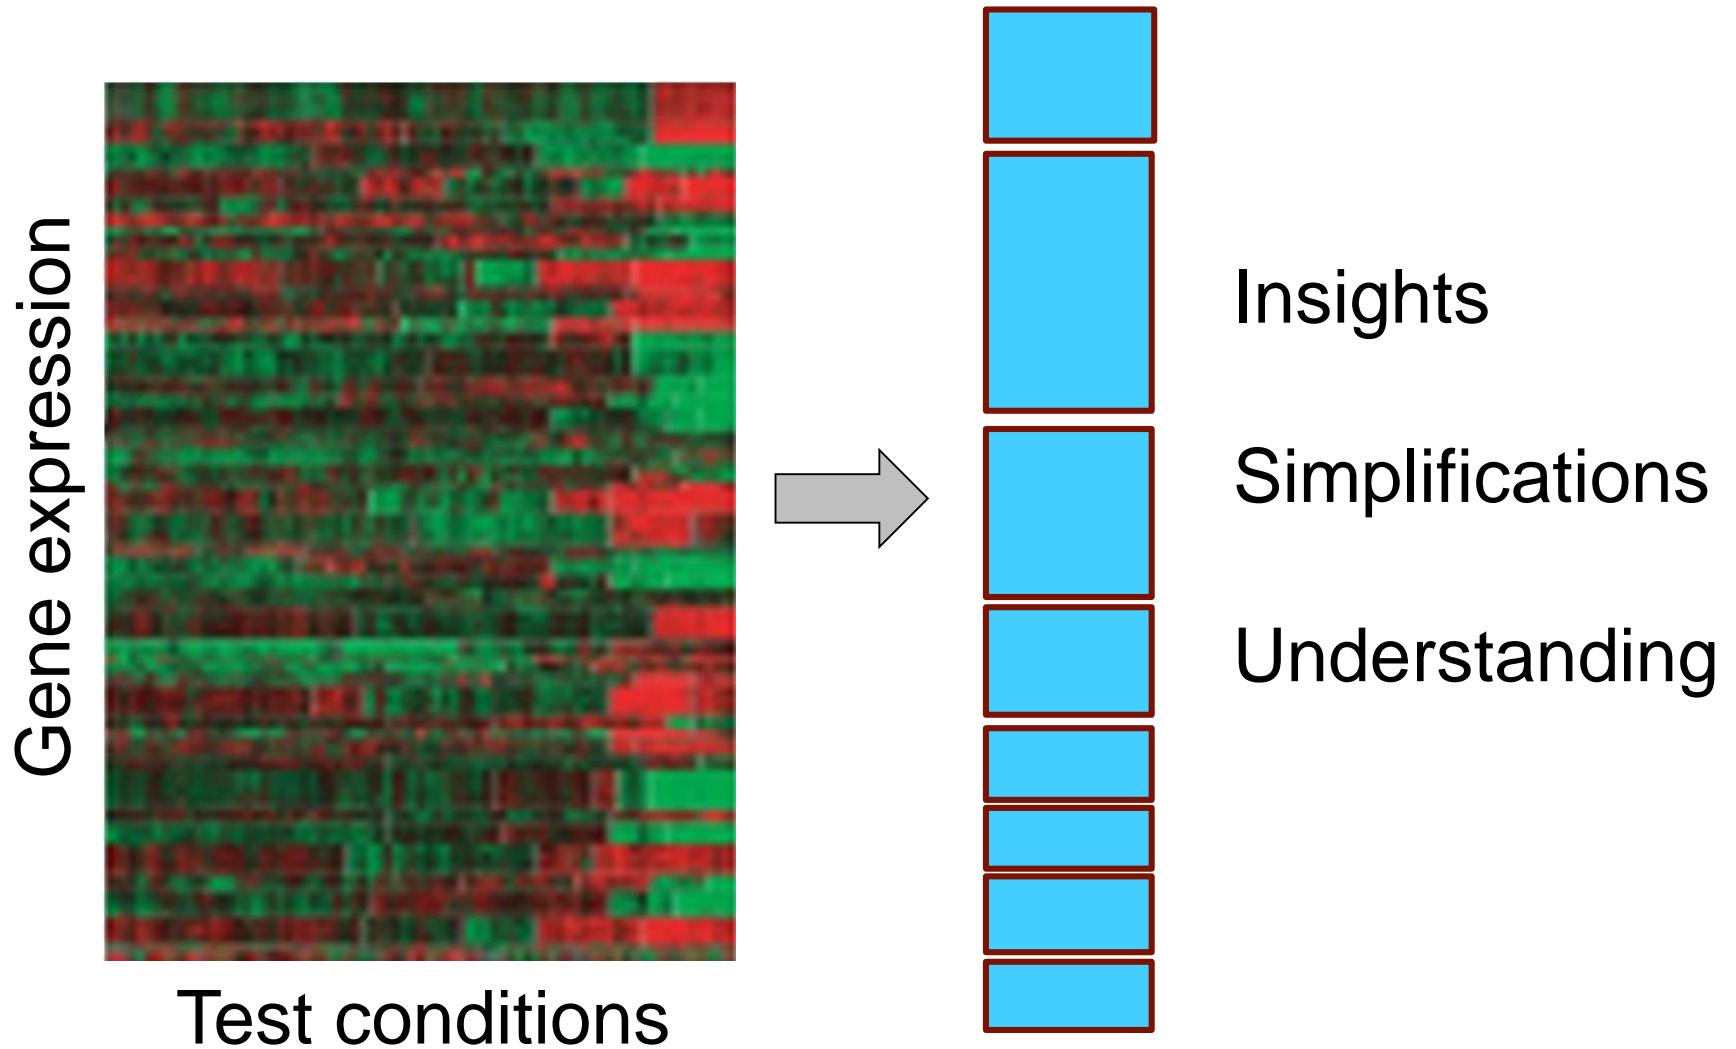 Gene expression
Test conditions
Insights
Simplifications
Understanding